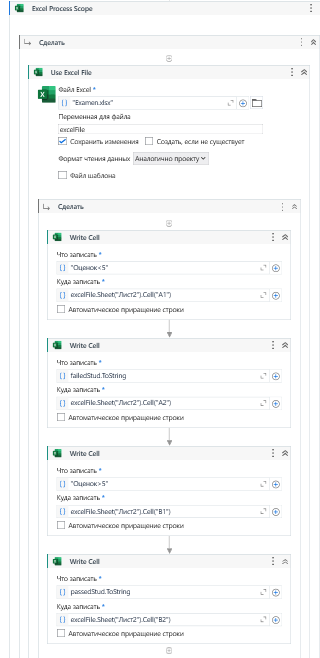 Excel Process Scope
Сделать
Use Excel File
Файл Excel *
"Examen.xlsx"
Переменная для файла
excelFile
Сохранить изменения Создать, если не существует
Формат чтения данных Аналогично проекту
Файл шаблона
Сделать
Write Cell
Что записать *
"Оценок<5"
Куда записать *
excelFile.Sheet("Лист2").Cell("A1")
Автоматическое приращение строки
Write Cell
Что записать *
failedStud.ToString
Куда записать *
excelFile.Sheet("Лист2").Cell("A2")
Автоматическое приращение строки
Write Cell
Что записать *
"Оценок>5"
Куда записать *
excelFile.Sheet("Лист2").Cell("B1")
Автоматическое приращение строки
Write Cell
Что записать *
passedStud.ToString
Куда записать *
excelFile.Sheet("Лист2").Cell("B2")
Автоматическое приращение строки